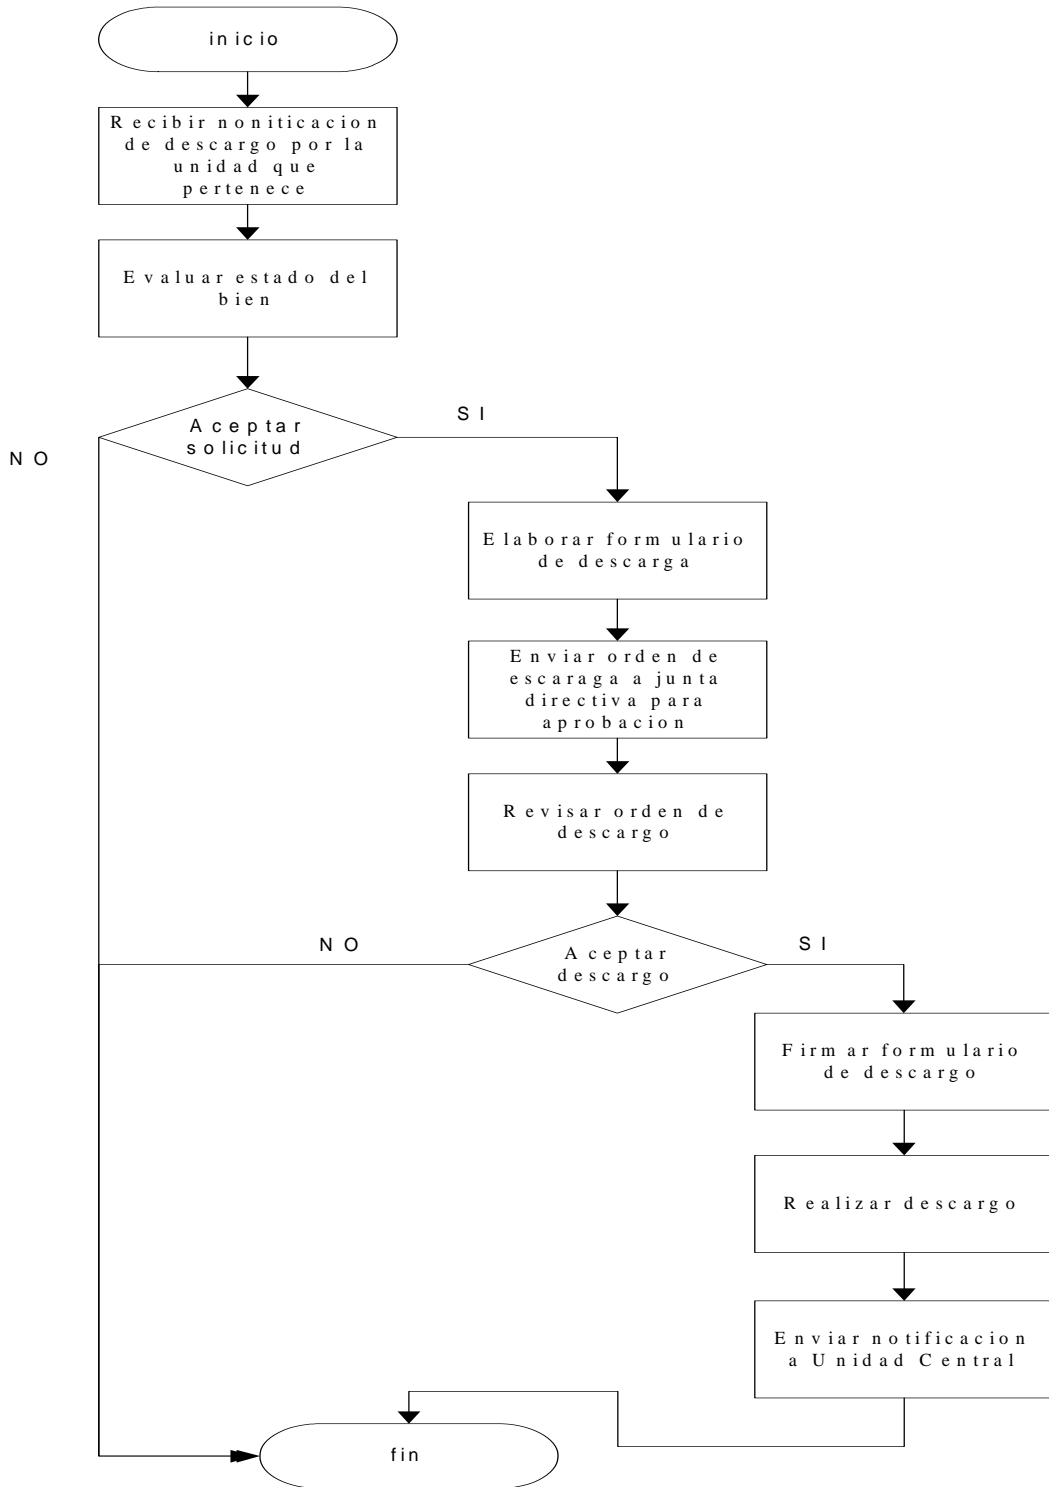 inicio
Recibir noniticacion
de descargo por la
unidad que
pertenece
Evaluar estado del
bien
Aceptar
solicitud
SI
NO
Elaborar formulario
de descarga
Enviar orden de
escaraga a junta
directiva para
aprobacion
Revisar orden de
descargo
NO
Aceptar
descargo
SI
Firmar formulario
de descargo
Realizar descargo
Enviar notificacion
a Unidad Central
fin